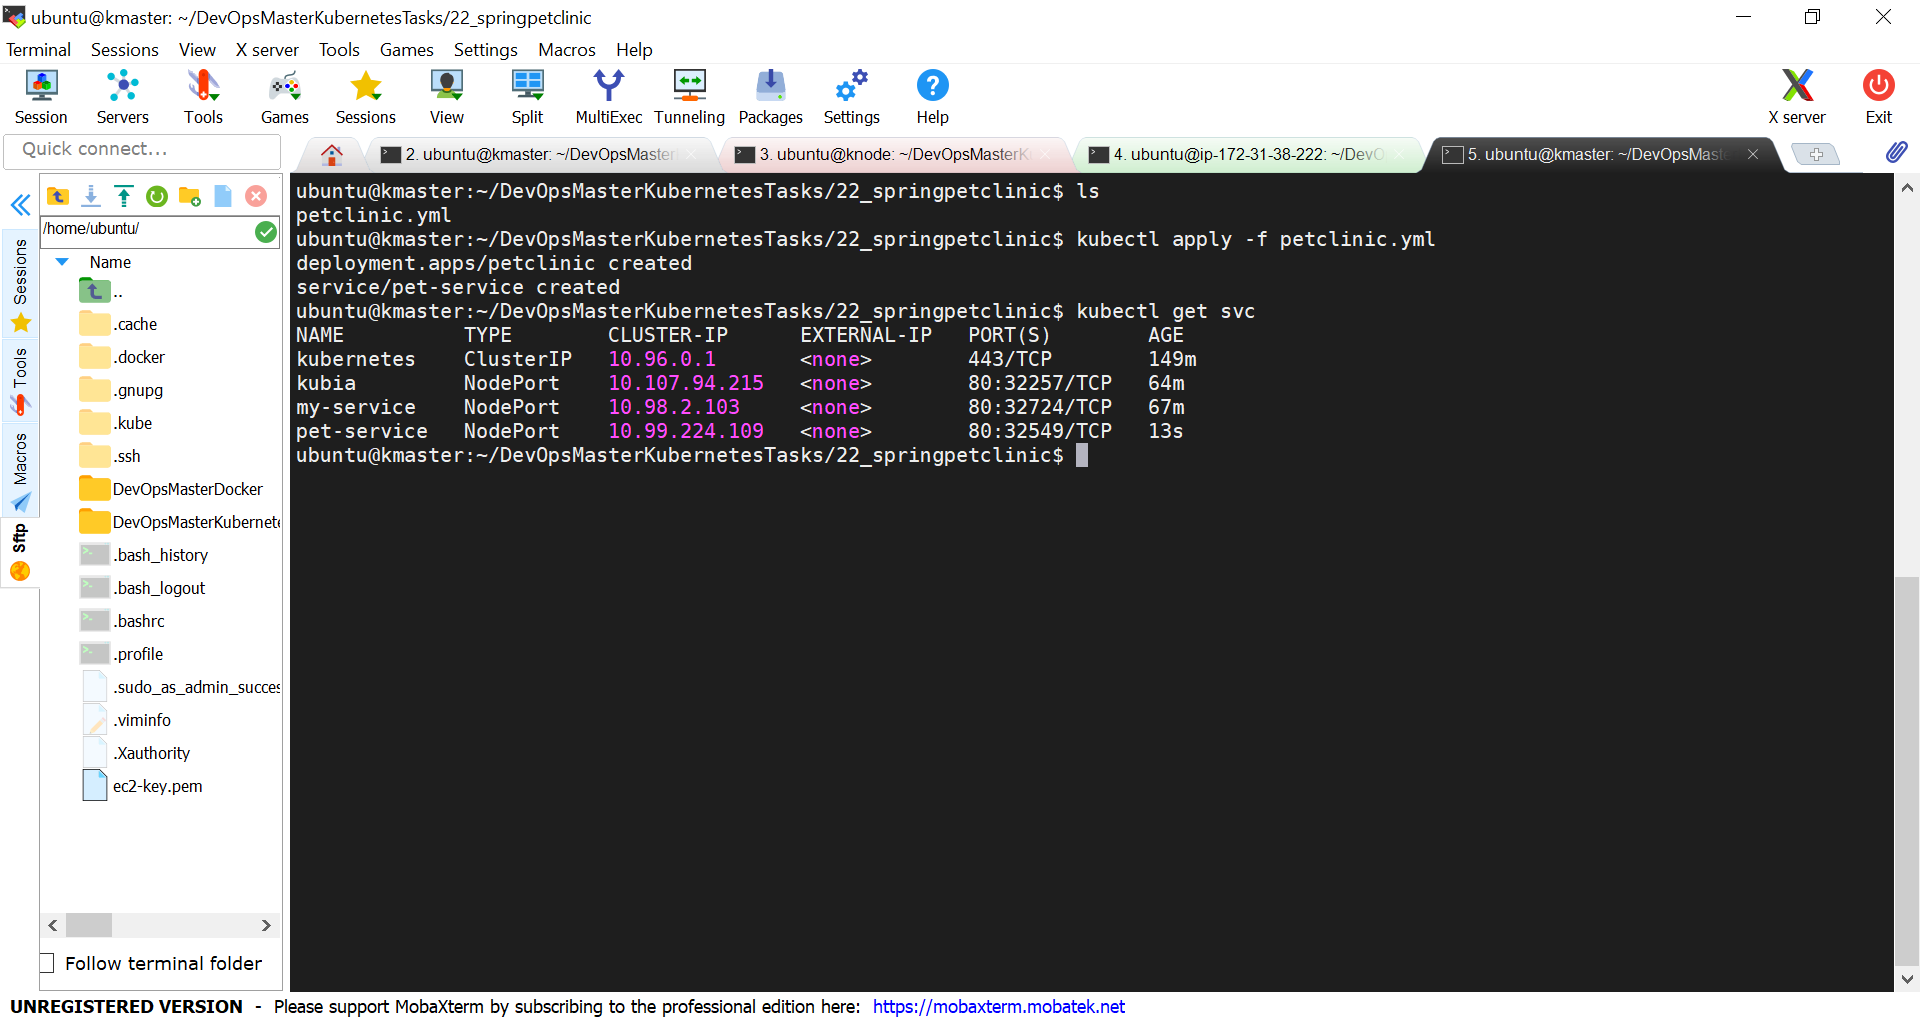 ubuntu@kmaster: ~/DevOpsMasterKubernetesTasks/22_springpetclinic
Terminal Sessions View X server Tools Games Settings Macros Help
Session Servers Tools Games Sessions View Split MultiExec Tunneling Packages Settings Help X server Exit
Quick connect...
2. ubuntu@kmaster: ~/DevOpsMaster
3. ubuntu@knode: ~/DevOpsMasterK
4. ubuntu@ip-172-31-38-222: ~/DevO
5. ubuntu@kmaster: ~/DevOpsMaste
Sessions
Tools
Macros
Sftp
/home/ubuntu/
Name
..
.cache
.docker
.gnupg
.kube
.ssh
DevOpsMasterDocker
DevOpsMasterKubernete
.bash_history
.bash_logout
.bashrc
.profile
.sudo_as_admin_succes
.viminfo
.Xauthority
ec2-key.pem
Follow terminal folder
ubuntu@kmaster:~/DevOpsMasterKubernetesTasks/22_springpetclinic$ ls
petclinic.yml
ubuntu@kmaster:~/DevOpsMasterKubernetesTasks/22_springpetclinic$ kubectl apply -f petclinic.yml
deployment.apps/petclinic created
service/pet-service created
ubuntu@kmaster:~/DevOpsMasterKubernetesTasks/22_springpetclinic$ kubectl get svc
NAME TYPE CLUSTER-IP EXTERNAL-IP PORT(S) AGE
kubernetes ClusterIP 10.96.0.1 <none> 443/TCP 149m
kubia NodePort 10.107.94.215 <none> 80:32257/TCP 64m
my-service NodePort 10.98.2.103 <none> 80:32724/TCP 67m
pet-service NodePort 10.99.224.109 <none> 80:32549/TCP 13s
ubuntu@kmaster:~/DevOpsMasterKubernetesTasks/22_springpetclinic$
UNREGISTERED VERSION - Please support MobaXterm by subscribing to the professional edition here: https://mobaxterm.mobatek.net